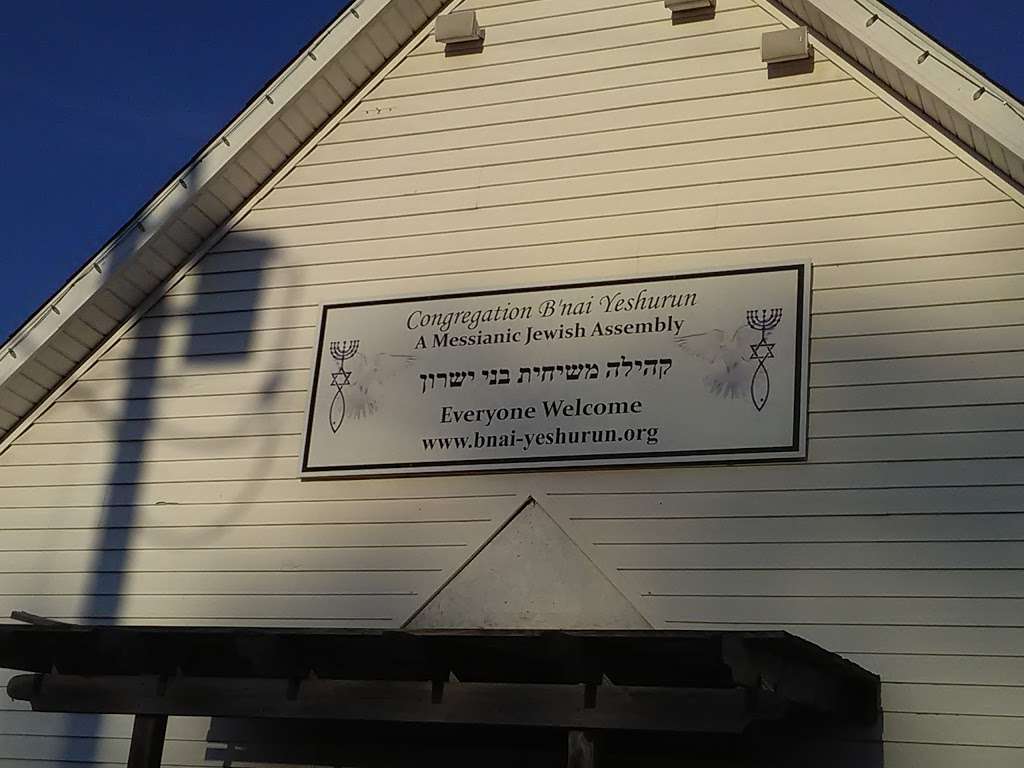 Congregation B'nai Yeshurun
A Messianic Jewish Assembly
קהילה משיחית בני ישרון
Everyone Welcome
www.bnai-yeshurun.org